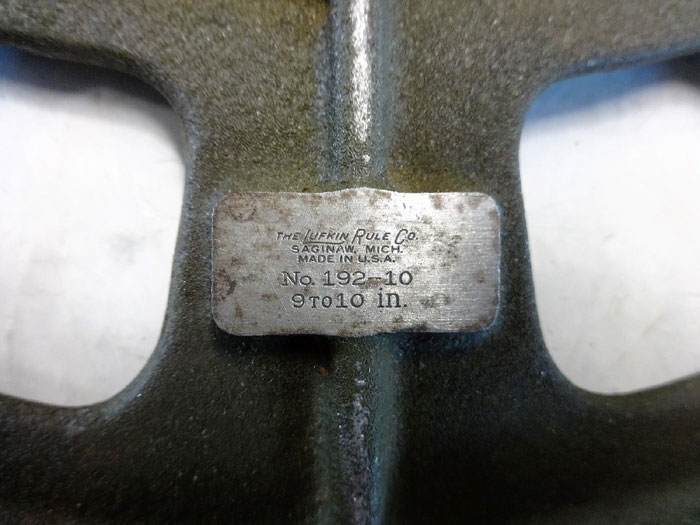 THE LUFKIN RULE CO.
SAGINAW, MICH.
MADE IN U.S.A.
No. 192-10
9 TO 10 in.